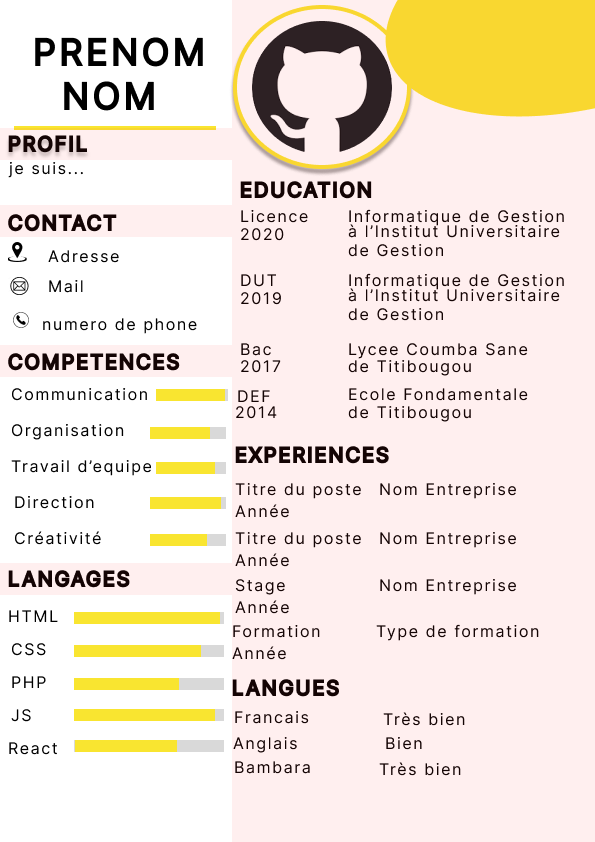 PRENOM
NOM
PROFIL
je suis...
CONTACT
Adresse
Mail
numero de phone
COMPETENCES
Communication
Organisation
Travail d’equipe
Direction
Créativité
LANGAGES
HTML
CSS
PHP
JS
React
EDUCATION
Licence
2020
Informatique de Gestion
à l’Institut Universitaire
de Gestion
DUT
2019
Informatique de Gestion
à l’Institut Universitaire
de Gestion
Bac
2017
Lycee Coumba Sane
de Titibougou
DEF
2014
Ecole Fondamentale
de Titibougou
EXPERIENCES
Titre du poste Nom Entreprise
Année
Titre du poste Nom Entreprise
Année
Stage Nom Entreprise
Année
Formation Type de formation
Année
LANGUES
Francais Très bien
Anglais Bien
Bambara Très bien